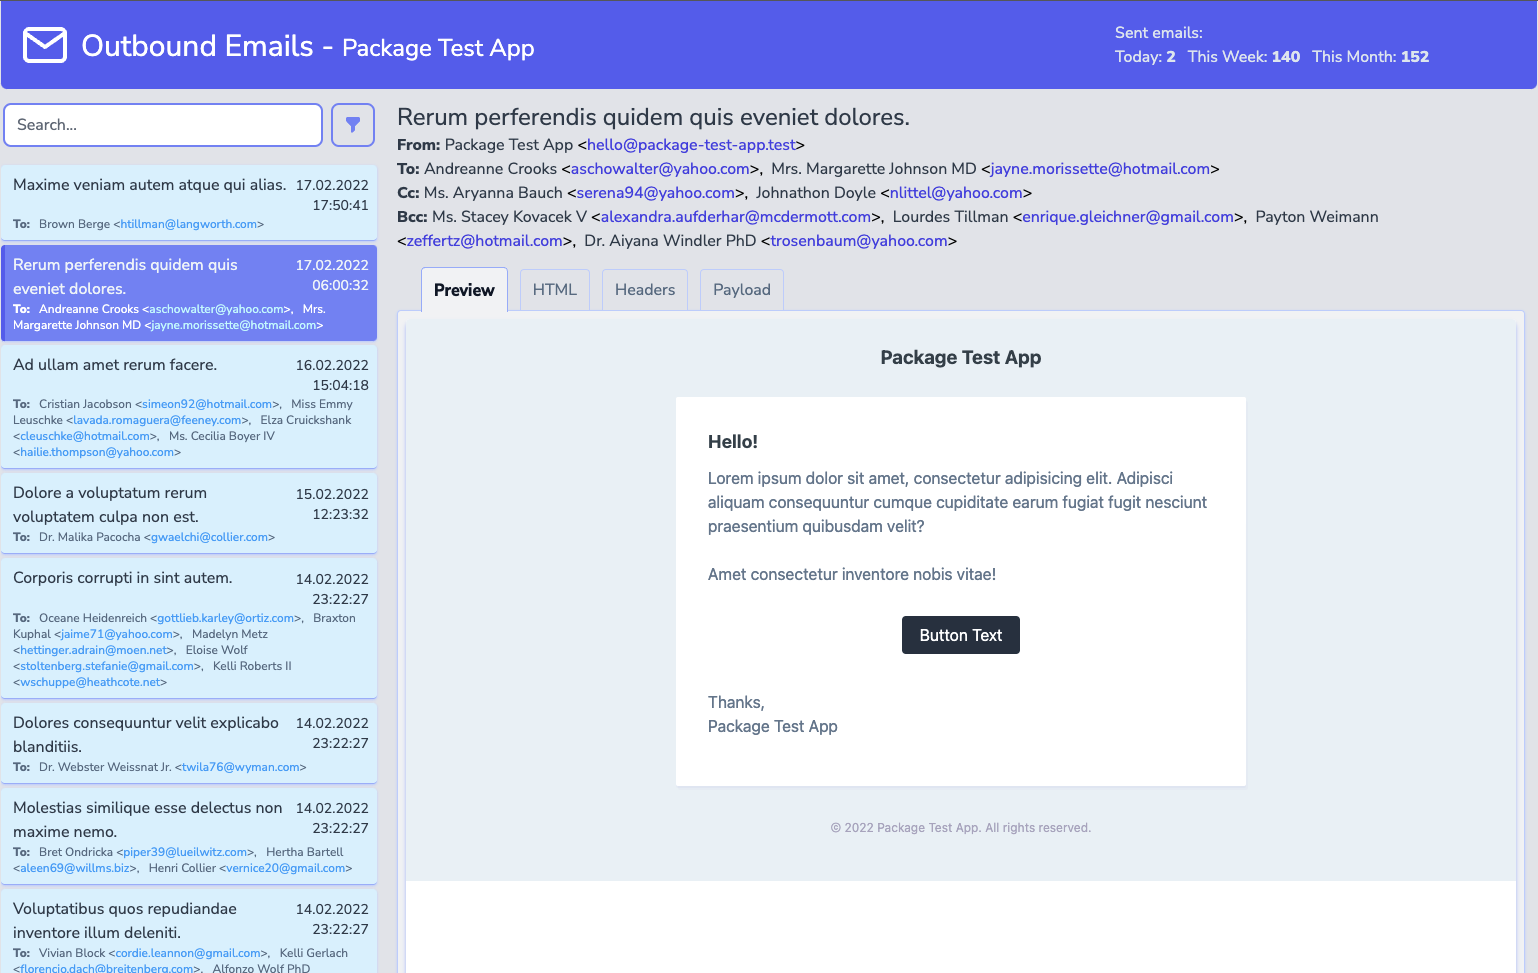 Outbound Emails - Package Test App
Sent emails:
Today: 2 This Week: 140 This Month: 152
Search...
Maxime veniam autem atque qui alias. 17.02.2022
17:50:41
To: Brown Berge <htillman@langworth.com>
Rerum perferendis quidem quis 17.02.2022
eveniet dolores. 06:00:32
To: Andreanne Crooks <aschowalter@yahoo.com>, Mrs.
Margarette Johnson MD <jayne.morissette@hotmail.com>
Ad ullam amet rerum facere. 16.02.2022
15:04:18
To: Cristian Jacobson <simeon92@hotmail.com>, Miss Emmy
Leuschke <lavada.romaguera@feeney.com>, Elza Cruickshank
<cleuschke@hotmail.com>, Ms. Cecilia Boyer IV
<hailie.thompson@yahoo.com>
Dolore a voluptatum rerum 15.02.2022
voluptatem culpa non est. 12:23:32
To: Dr. Malika Pacocha <gwaelchi@collier.com>
Corporis corrupti in sint autem. 14.02.2022
23:22:27
To: Oceane Heidenreich <gottlieb.karley@ortiz.com>, Braxton
Kuphal <jaime71@yahoo.com>, Madelyn Metz
<hettinger.adrain@moen.net>, Eloise Wolf
<stoltenberg.stefanie@gmail.com>, Kelli Roberts II
<wschuppe@heathcote.net>
Dolores consequuntur velit explicabo 14.02.2022
blanditiis. 23:22:27
To: Dr. Webster Weissnat Jr. <twila76@wyman.com>
Molestias similique esse delectus non 14.02.2022
maxime nemo. 23:22:27
To: Bret Ondricka <piper39@lueilwitz.com>, Hertha Bartell
<aleen69@willms.biz>, Henri Collier <vernice20@gmail.com>
Voluptatibus quos repudiandae 14.02.2022
inventore illum deleniti. 23:22:27
To: Vivian Block <cordie.leannon@gmail.com>, Kelli Gerlach
<florencio.dach@breitenberg.com>, Alfonzo Wolf PhD
Rerum perferendis quidem quis eveniet dolores.
From: Package Test App <hello@package-test-app.test>
To: Andreanne Crooks <aschowalter@yahoo.com>, Mrs. Margarette Johnson MD <jayne.morissette@hotmail.com>
Cc: Ms. Aryanna Bauch <serena94@yahoo.com>, Johnathon Doyle <nlittel@yahoo.com>
Bcc: Ms. Stacey Kovacek V <alexandra.aufderhar@mcdermott.com>, Lourdes Tillman <enrique.gleichner@gmail.com>, Payton Weimann
<zeffertz@hotmail.com>, Dr. Aiyana Windler PhD <trosenbaum@yahoo.com>
Preview HTML Headers Payload
Package Test App
Hello!
Lorem ipsum dolor sit amet, consectetur adipisicing elit. Adipisci
aliquam consequuntur cumque cupiditate earum fugiat fugit nesciunt
praesentium quibusdam velit?
Amet consectetur inventore nobis vitae!
Button Text
Thanks,
Package Test App
© 2022 Package Test App. All rights reserved.